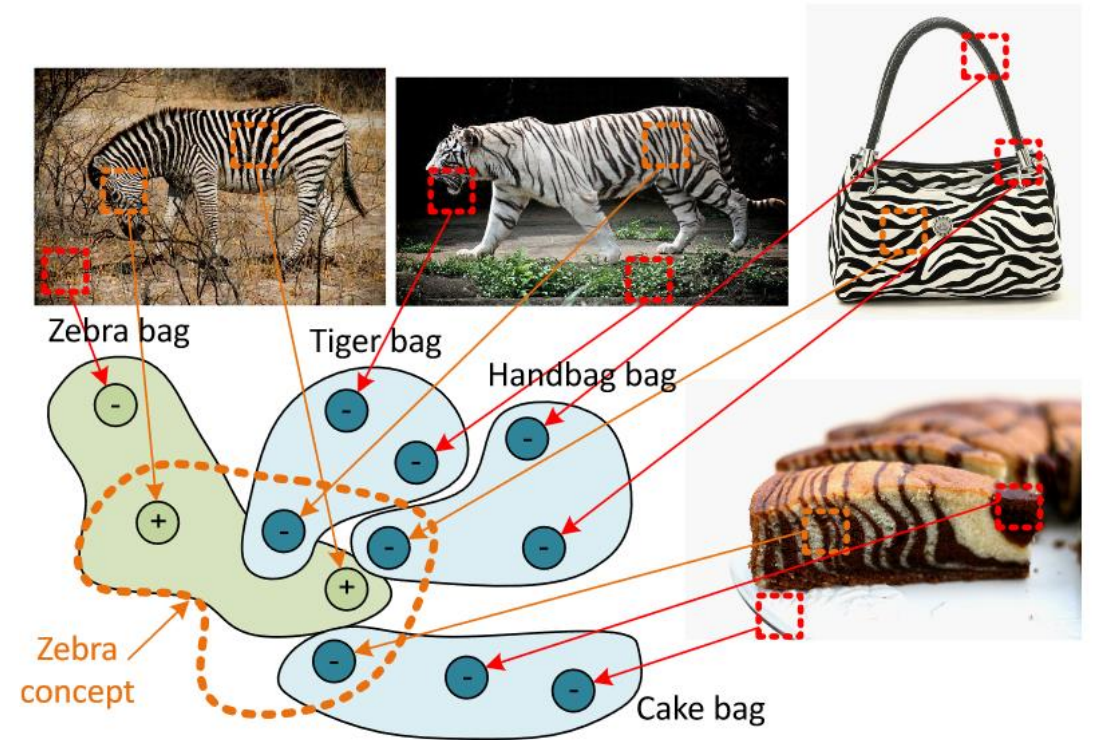 Zebra bag
Tiger bag
Handbag bag
-
-
-
-
+
-
-
-
+
-
-
-
Zebra
concept
Cake bag